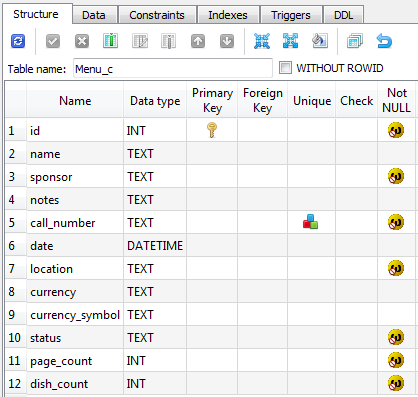 Structure Data Constraints Indexes Triggers DDL
Table name: Menu_c WITHOUT ROWID
Name Data type Primary Key Foreign Key Unique Check Not NULL
1 id INT
2 name TEXT
3 sponsor TEXT
4 notes TEXT
5 call_number TEXT
6 date DATETIME
7 location TEXT
8 currency TEXT
9 currency_symbol TEXT
10 status TEXT
11 page_count INT
12 dish_count INT